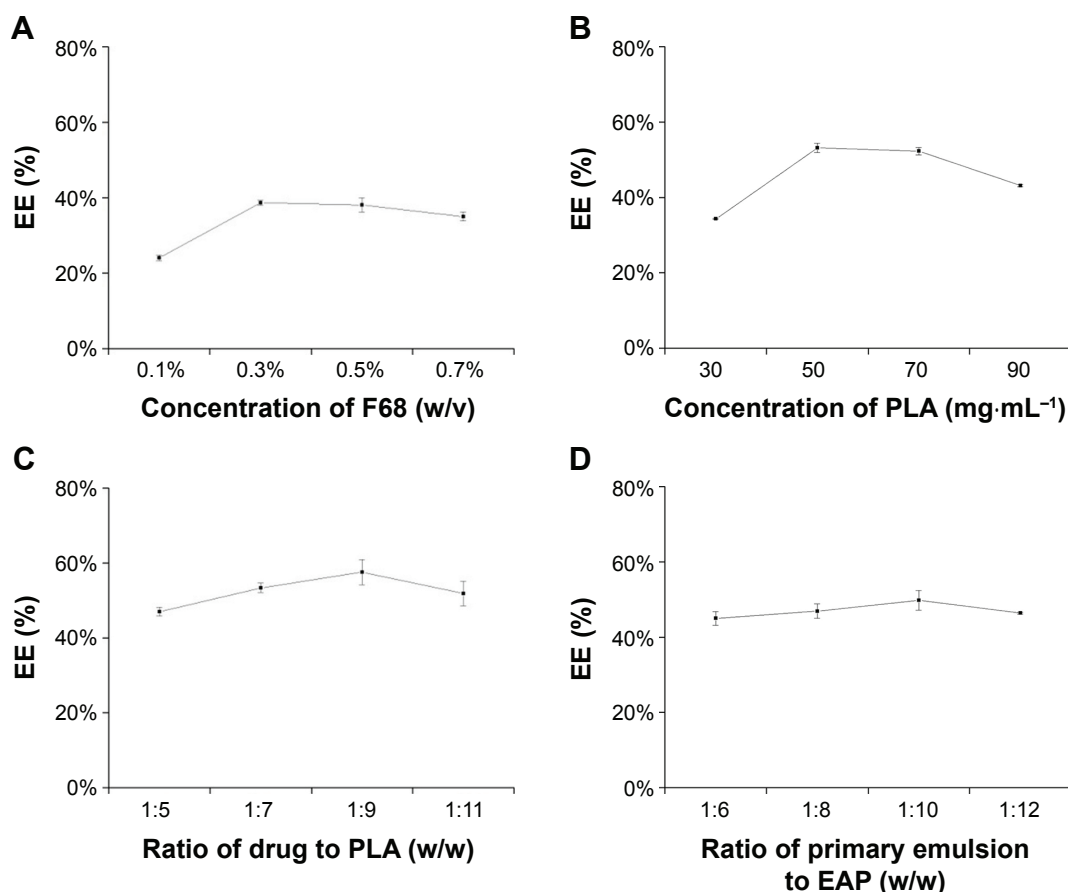 A
80%
60%
40%
20%
0%
EE (%)
0.1% 0.3% 0.5% 0.7%
Concentration of F68 (w/v)
B
80%
60%
40%
20%
0%
EE (%)
30 50 70 90
Concentration of PLA (mg·mL⁻¹)
C
80%
60%
40%
20%
0%
EE (%)
1:5 1:7 1:9 1:11
Ratio of drug to PLA (w/w)
D
80%
60%
40%
20%
0%
EE (%)
1:6 1:8 1:10 1:12
Ratio of primary emulsion
to EAP (w/w)